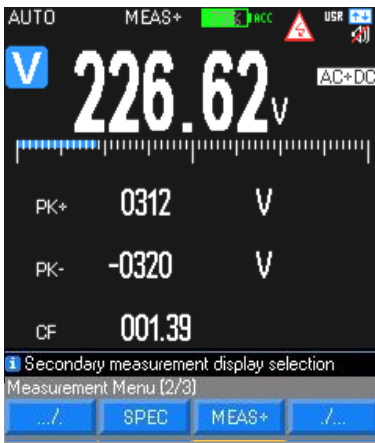 AUTO MEAS+ ACC USR
V 226.62 V AC+DC
PK+ 0312 V
PK- -0320 V
CF 001.39
i Secondary measurement display selection
Measurement Menu (2/3)
.../. SPEC MEAS+ ./...